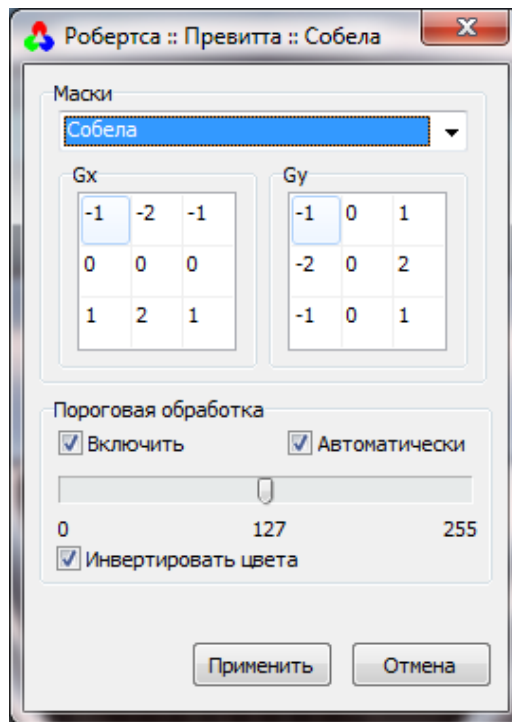 Робертса :: Превитта :: Собела
Маски
Собела
Gx
Gy
-1 -2 -1
-1 0 1
0 0 0
-2 0 2
1 2 1
-1 0 1
Пороговая обработка
Включить
Автоматически
0 127 255
Инвертировать цвета
Применить
Отмена